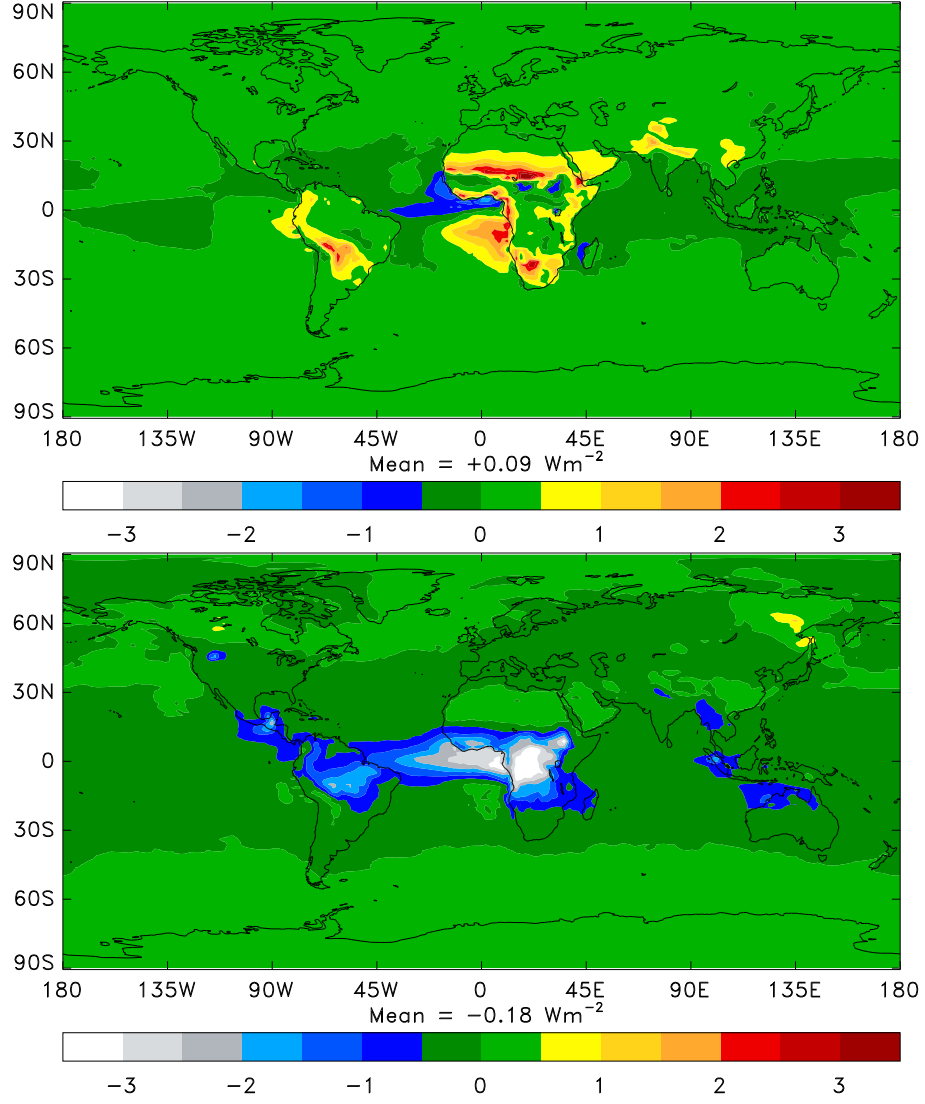 90N
60N
30N
0
30S
60S
90S
180 135W 90W 45W 0 45E 90E 135E 180
Mean = +0.09 Wm⁻²
−3 −2 −1 0 1 2 3
90N
60N
30N
0
30S
60S
90S
180 135W 90W 45W 0 45E 90E 135E 180
Mean = −0.18 Wm⁻²
−3 −2 −1 0 1 2 3